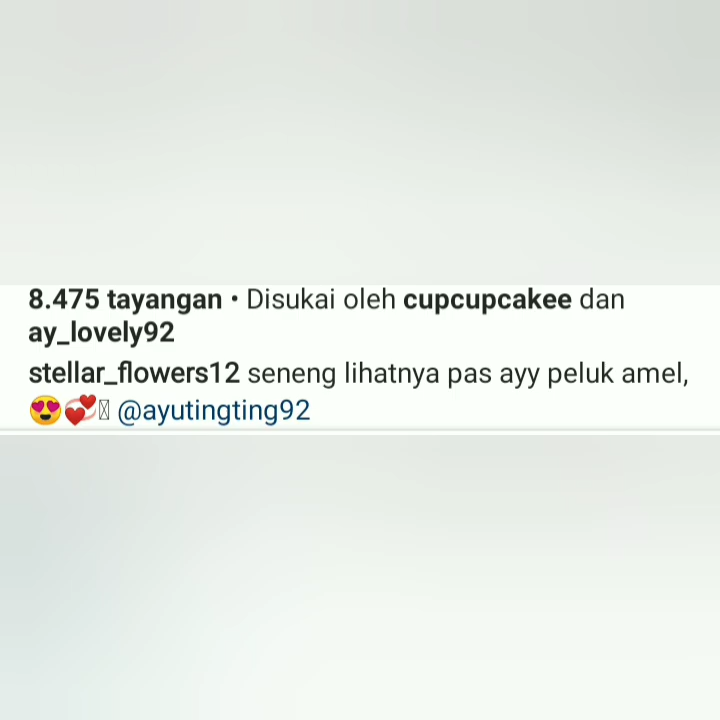 8.475 tayangan • Disukai oleh cupcupcakee dan
ay_lovely92
stellar_flowers12 seneng lihatnya pas ayy peluk amel,
😍💞 @ayutingting92